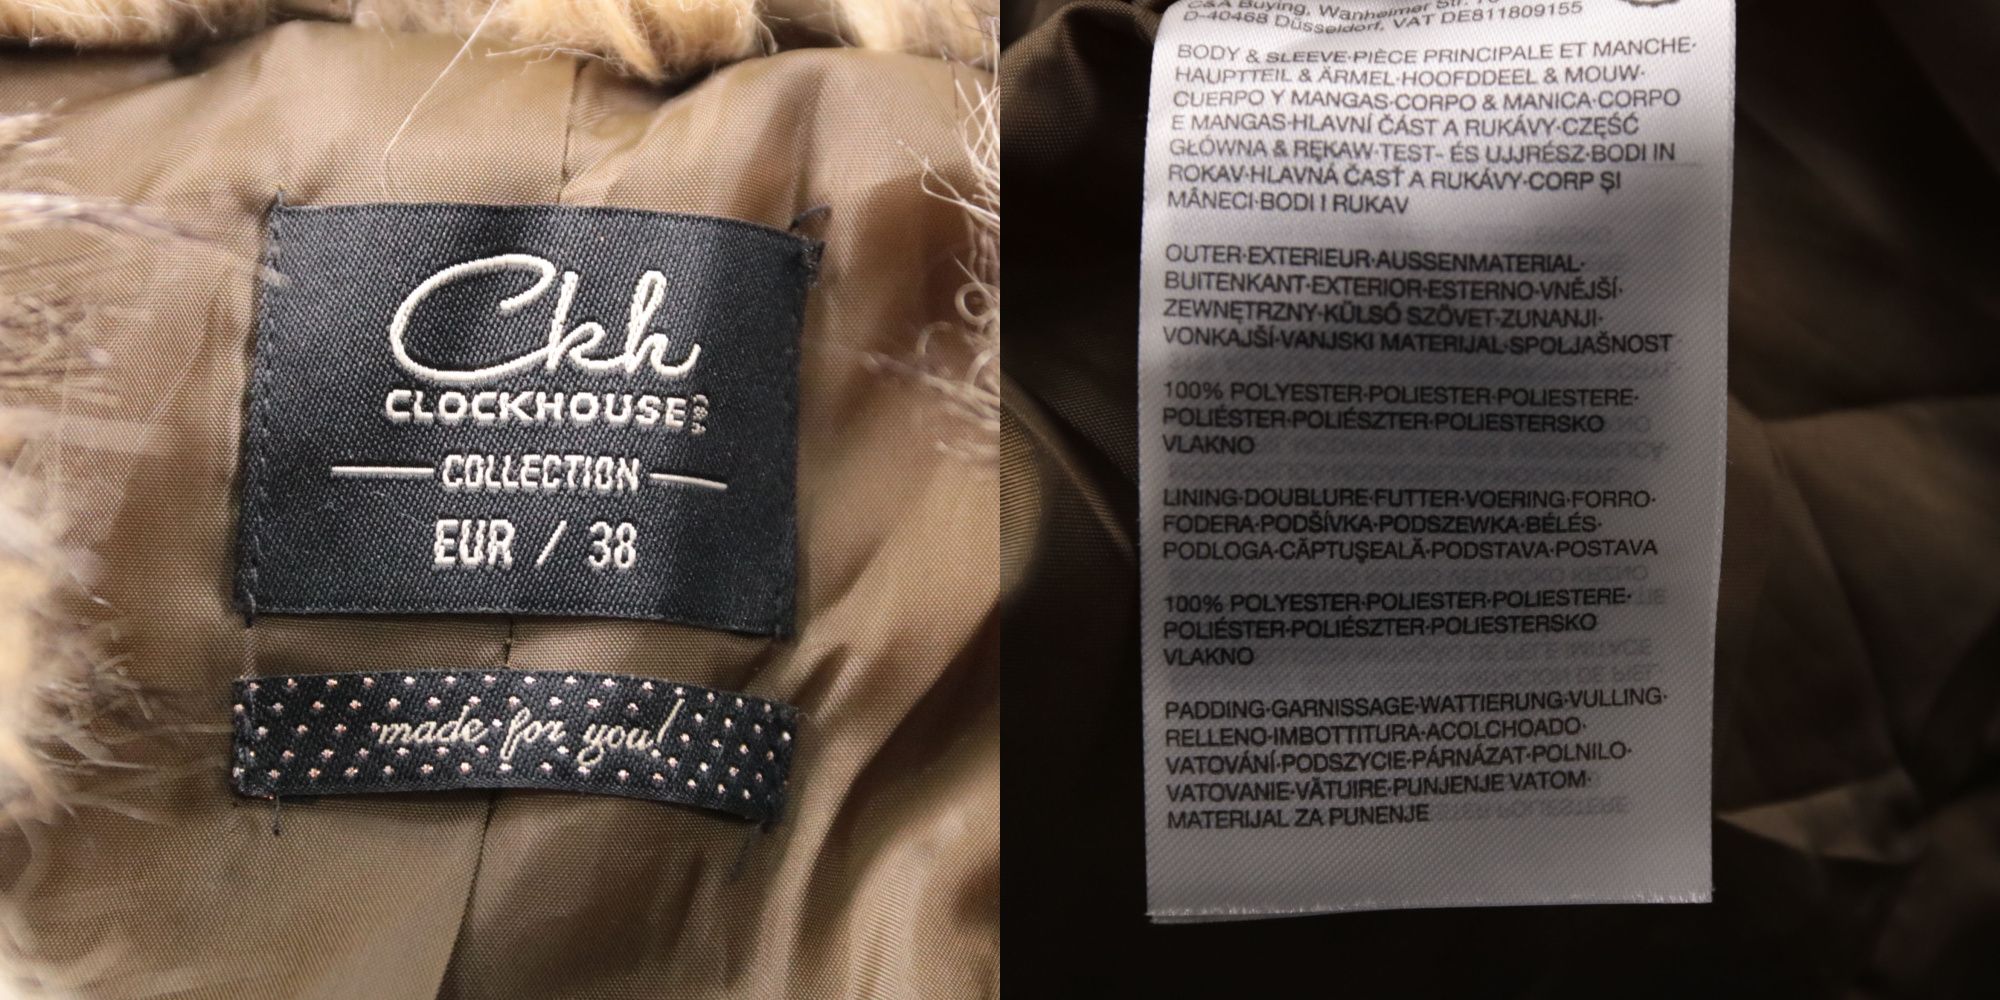 Ckh
CLOCKHOUSE
COLLECTION
EUR / 38
made for you!
C&A Buying, Wanheimer Str.
D-40468 Düsseldorf, VAT DE811809155
BODY & SLEEVE·PIÈCE PRINCIPALE ET MANCHE·
HAUPTTEIL & ÄRMEL·HOOFDDEEL & MOUW·
CUERPO Y MANGAS·CORPO & MANICA·CORPO
E MANGAS·HLAVNÍ ČÁST A RUKÁVY·CZĘŚĆ
GŁÓWNA & RĘKAW·TEST- ÉS UJJRÉSZ·BODI IN
ROKAV·HLAVNÁ ČASŤ A RUKÁVY·CORP ŞI
MÂNECI·BODI I RUKAV
OUTER·EXTERIEUR·AUSSENMATERIAL·
BUITENKANT·EXTERIOR·ESTERNO·VNĚJŠÍ·
ZEWNĘTRZNY·KÜLSŐ SZÖVET·ZUNANJI·
VONKAJŠÍ·VANJSKI MATERIJAL·SPOLJAŠNOST
100% POLYESTER·POLIESTER·POLIESTERE·
POLIÉSTER·POLIÉSZTER·POLIESTERSKO
VLAKNO
LINING·DOUBLURE·FUTTER·VOERING·FORRO·
FODERA·PODŠÍVKA·PODSZEWKA·BÉLÉS·
PODLOGA·CĂPTUŞEALĂ·PODSTAVA·POSTAVA
100% POLYESTER·POLIESTER·POLIESTERE·
POLIÉSTER·POLIÉSZTER·POLIESTERSKO
VLAKNO
PADDING·GARNISSAGE·WATTIERUNG·VULLING·
RELLENO·IMBOTTITURA·ACOLCHOADO·
VATOVÁNÍ·PODSZYCIE·PÁRNÁZAT·POLNILO·
VATOVANIE·VĂTUIRE·PUNJENJE VATOM·
MATERIJAL ZA PUNENJE